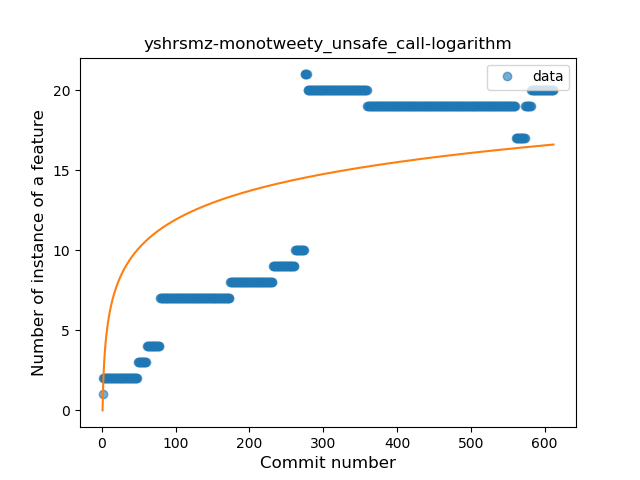 yshrsmz-monotweety_unsafe_call-logarithm
data
Number of instance of a feature
20
15
10
5
0
0 100 200 300 400 500 600
Commit number